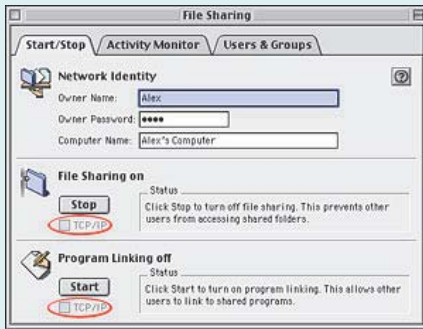 File Sharing
Start/Stop
Activity Monitor
Users & Groups
Network Identity
?
Owner Name:
Alex
Owner Password:
••••
Computer Name:
Alex's Computer
File Sharing on
Status
Stop
Click Stop to turn off file sharing. This prevents other
users from accessing shared folders.
TCP/IP
Program Linking off
Status
Start
Click Start to turn on program linking. This allows other
users to link to shared programs.
TCP/IP